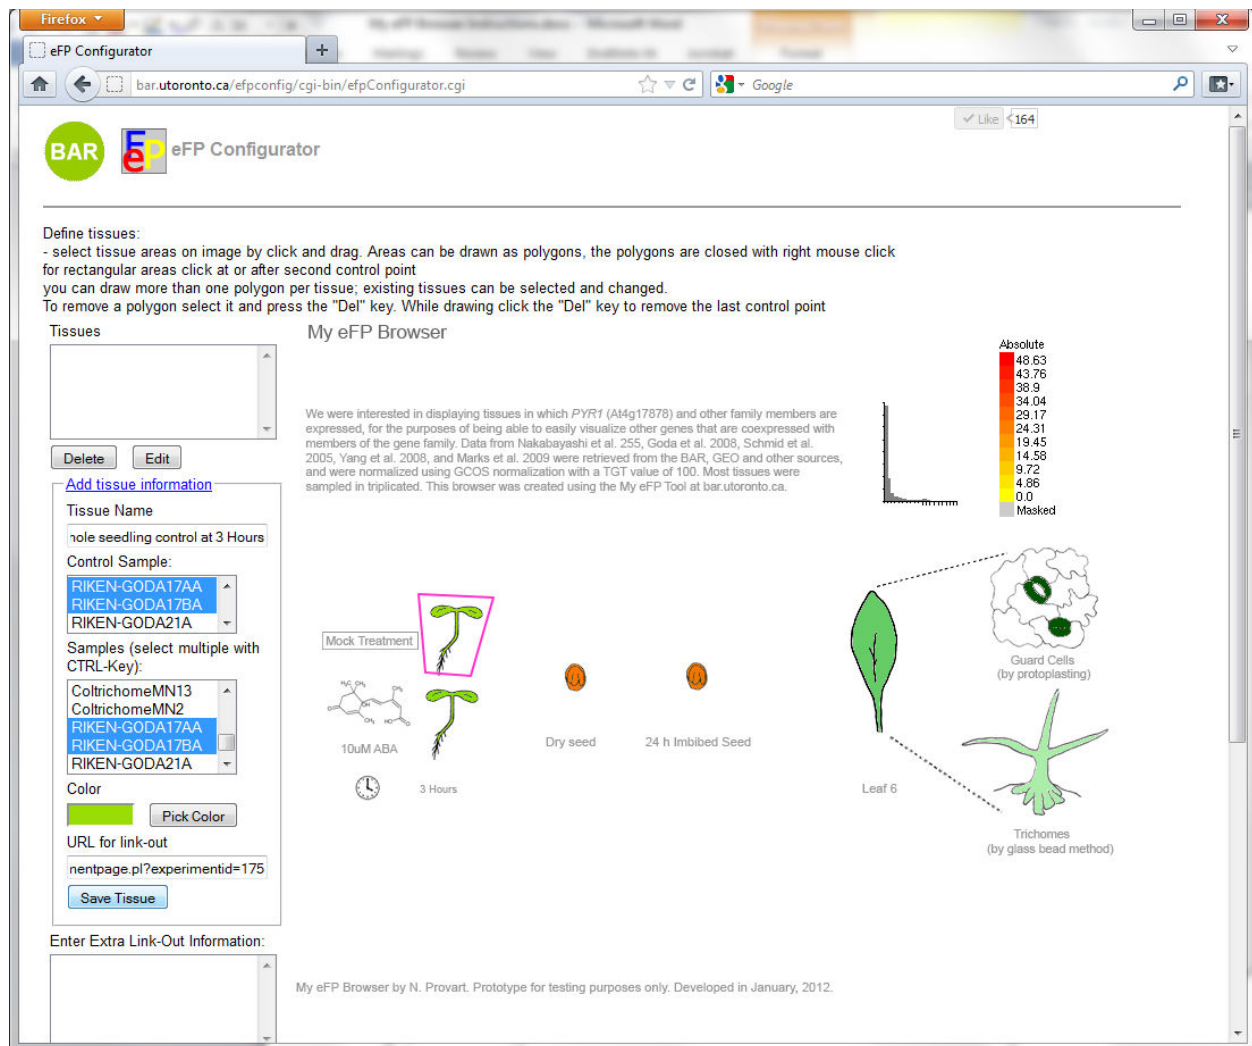 Firefox
eFP Configurator
bar.utoronto.ca/efpconfig/cgi-bin/efpConfigurator.cgi
Google
Like
164
BAR
eFP
eFP Configurator
Define tissues:
- select tissue areas on image by click and drag. Areas can be drawn as polygons, the polygons are closed with right mouse click
for rectangular areas click at or after second control point
you can draw more than one polygon per tissue; existing tissues can be selected and changed.
To remove a polygon select it and press the "Del" key. While drawing click the "Del" key to remove the last control point
Tissues
Delete
Edit
Add tissue information
Tissue Name
hole seedling control at 3 Hours
Control Sample:
RIKEN-GODA17AA
RIKEN-GODA17BA
RIKEN-GODA21A
Samples (select multiple with
CTRL-Key):
ColtrichomeMN13
ColtrichomeMN2
RIKEN-GODA17AA
RIKEN-GODA17BA
RIKEN-GODA21A
Color
Pick Color
URL for link-out
nentpage.pl?experimentid=175
Save Tissue
Enter Extra Link-Out Information:
My eFP Browser
We were interested in displaying tissues in which PYR1 (At4g17878) and other family members are
expressed, for the purposes of being able to easily visualize other genes that are coexpressed with
members of the gene family. Data from Nakabayashi et al. 255, Goda et al. 2008, Schmid et al.
2005, Yang et al. 2008, and Marks et al. 2009 were retrieved from the BAR, GEO and other sources,
and were normalized using GCOS normalization with a TGT value of 100. Most tissues were
sampled in triplicated. This browser was created using the My eFP Tool at bar.utoronto.ca.
Absolute
48.63
43.76
38.9
34.04
29.17
24.31
19.45
14.58
9.72
4.86
0.0
Masked
Mock Treatment
10uM ABA
3 Hours
Dry seed
24 h Imbibed Seed
Leaf 6
Guard Cells
(by protoplasting)
Trichomes
(by glass bead method)
My eFP Browser by N. Provart. Prototype for testing purposes only. Developed in January, 2012.